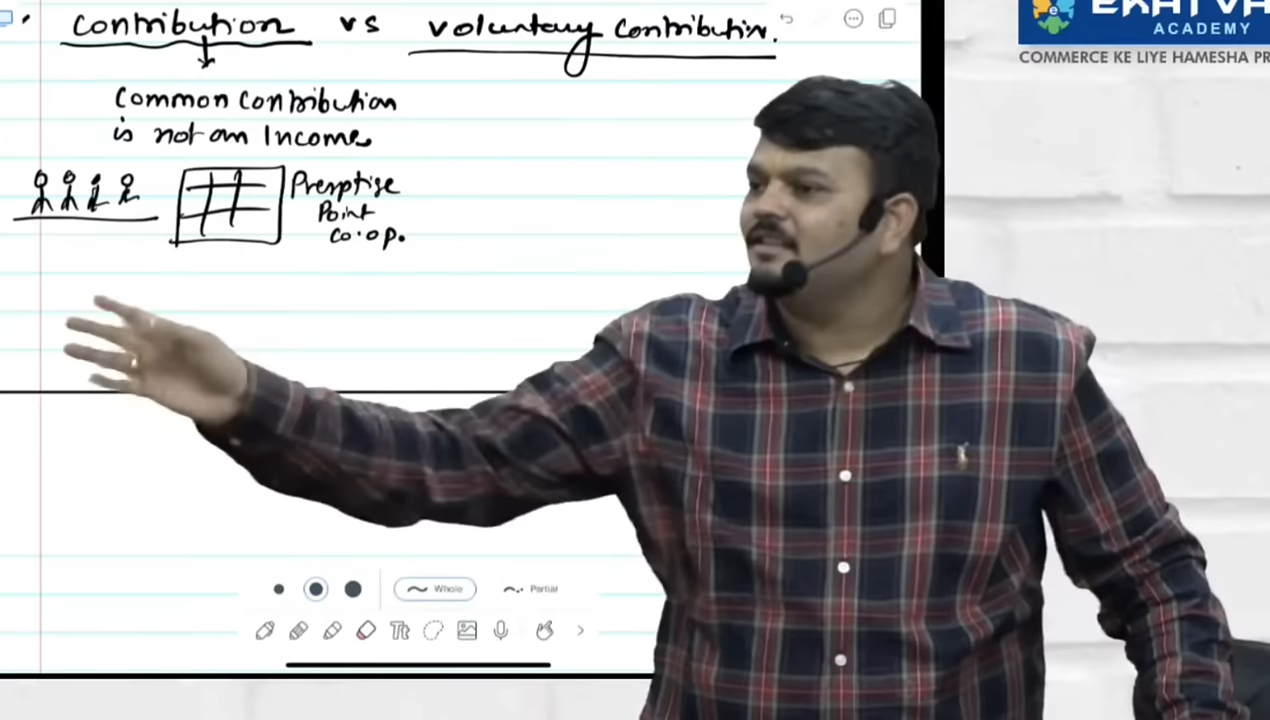 Contribution vs voluntary Contribution.
Common Contribution
is not an Income
Point
co.op.
Whole
Partial
Tt
ACADEMY
COMMERCE KE LIYE HAMESHA